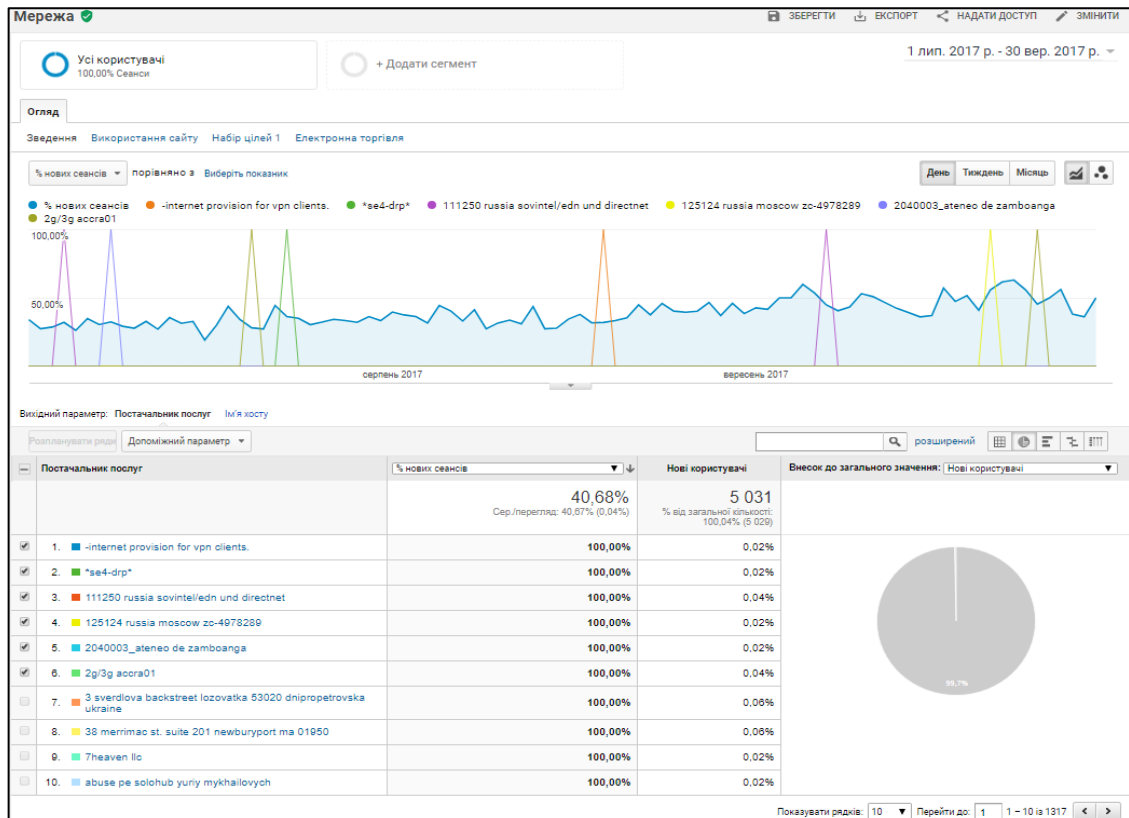 Мережа
ЗБЕРЕГТИ ЕКСПОРТ НАДАТИ ДОСТУП ЗМІНИТИ
Усі користувачі
100,00% Сеанси
+ Додати сегмент
1 лип. 2017 р. - 30 вер. 2017 р.
Огляд
Зведення Використання сайту Набір цілей 1 Електронна торгівля
% нових сеансів порівняно з Виберіть показник
День Тиждень Місяць
% нових сеансів -internet provision for vpn clients. *se4-drp* 111250 russia sovintel/edn und directnet 125124 russia moscow zc-4978289 2040003_ateneo de zamboanga
2g/3g accra01
100,00%
50,00%
серпень 2017 вересень 2017
Вихідний параметр: Постачальник послуг Ім'я хосту
Розпланувати ряди Допоміжний параметр
розширений
Постачальник послуг % нових сеансів Нові користувачі Внесок до загального значення: Нові користувачі
40,68% 5 031
Сер./перегляд: 40,67% (0,04%) % від загальної кількості:
100,04% (5 029)
1. -internet provision for vpn clients. 100,00% 0,02%
2. *se4-drp* 100,00% 0,02%
3. 111250 russia sovintel/edn und directnet 100,00% 0,04%
4. 125124 russia moscow zc-4978289 100,00% 0,02%
5. 2040003_ateneo de zamboanga 100,00% 0,02%
6. 2g/3g accra01 100,00% 0,04%
7. 3 sverdlova backstreet lozovatka 53020 dnipropetrovska
ukraine 100,00% 0,06%
8. 38 merrimac st. suite 201 newburyport ma 01950 100,00% 0,06%
9. 7heaven llc 100,00% 0,02%
10. abuse pe solohub yuriy mykhailovych 100,00% 0,02%
99,7%
Показувати рядків: 10 Перейти до: 1 1 – 10 із 1317